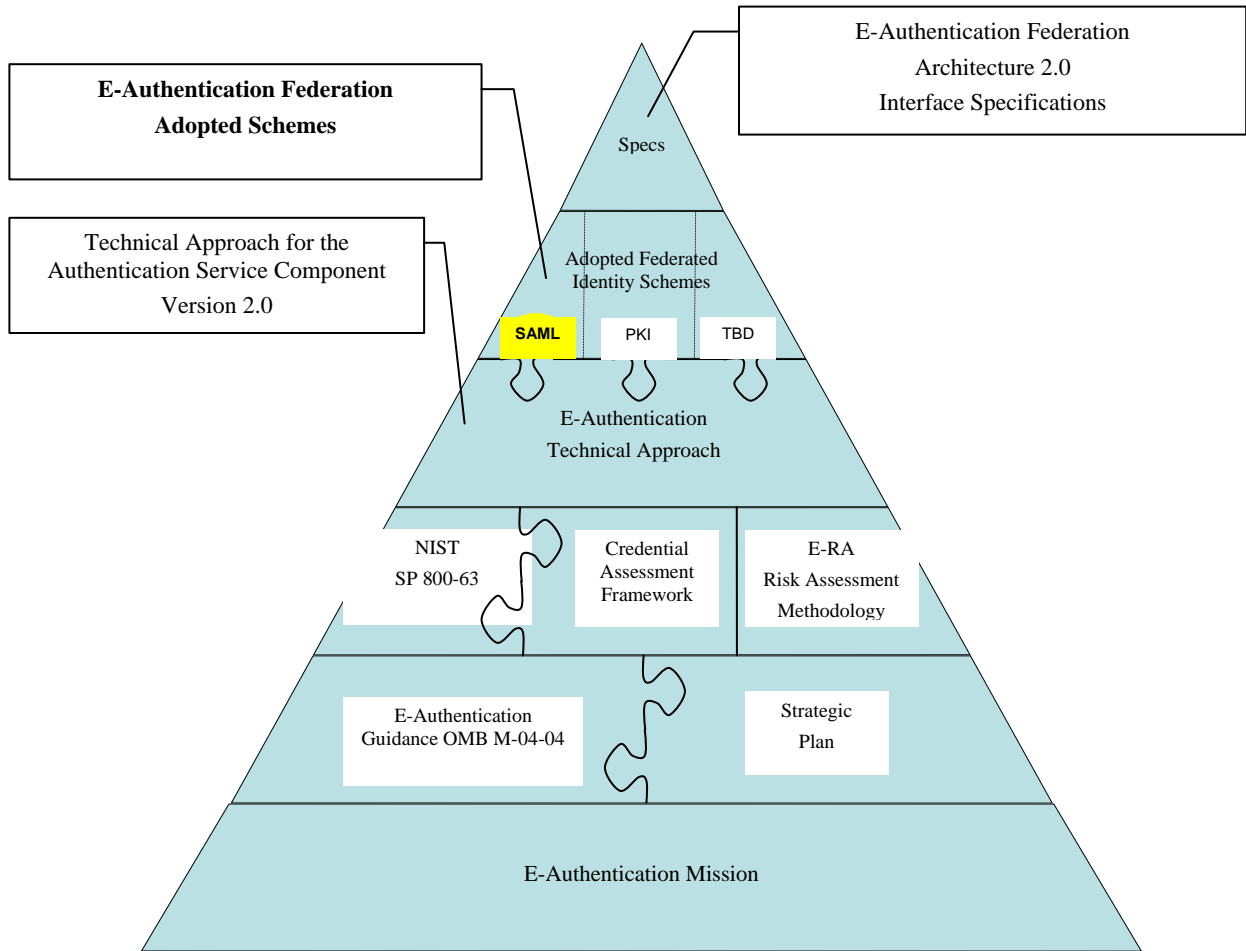 E-Authentication Federation
Architecture 2.0
Interface Specifications
E-Authentication Federation
Adopted Schemes
Technical Approach for the
Authentication Service Component
Version 2.0
Specs
Adopted Federated
Identity Schemes
SAML
PKI
TBD
E-Authentication
Technical Approach
NIST
SP 800-63
Credential
Assessment
Framework
E-RA
Risk Assessment
Methodology
E-Authentication
Guidance OMB M-04-04
Strategic
Plan
E-Authentication Mission